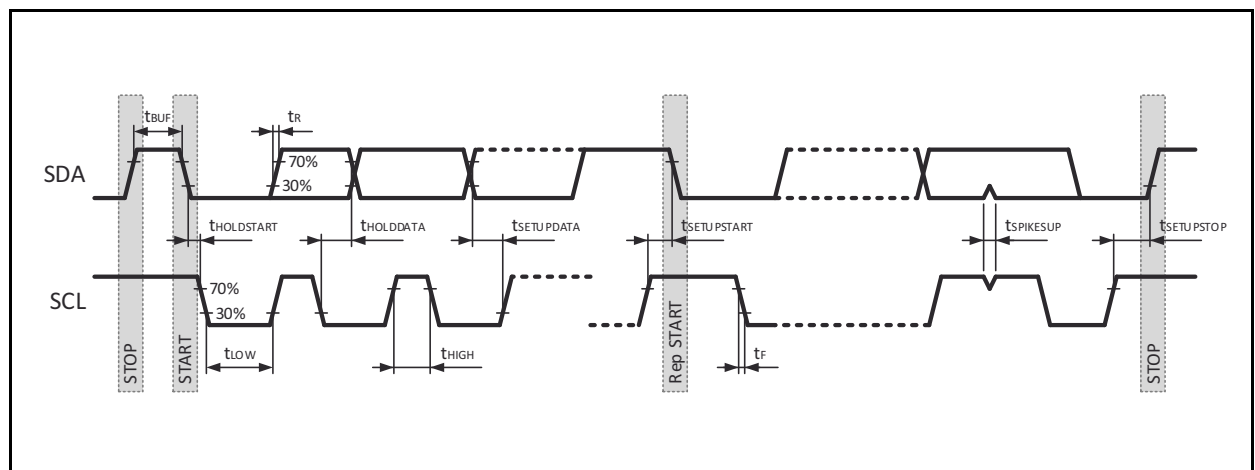 tBUF
tR
SDA
70%
30%
tHOLDSTART
tHOLDDATA
tSETUPDATA
tSETUPSTART
tSPIKESUP
tSETUPSTOP
SCL
70%
30%
tLOW
tHIGH
tF
STOP
START
Rep START
STOP